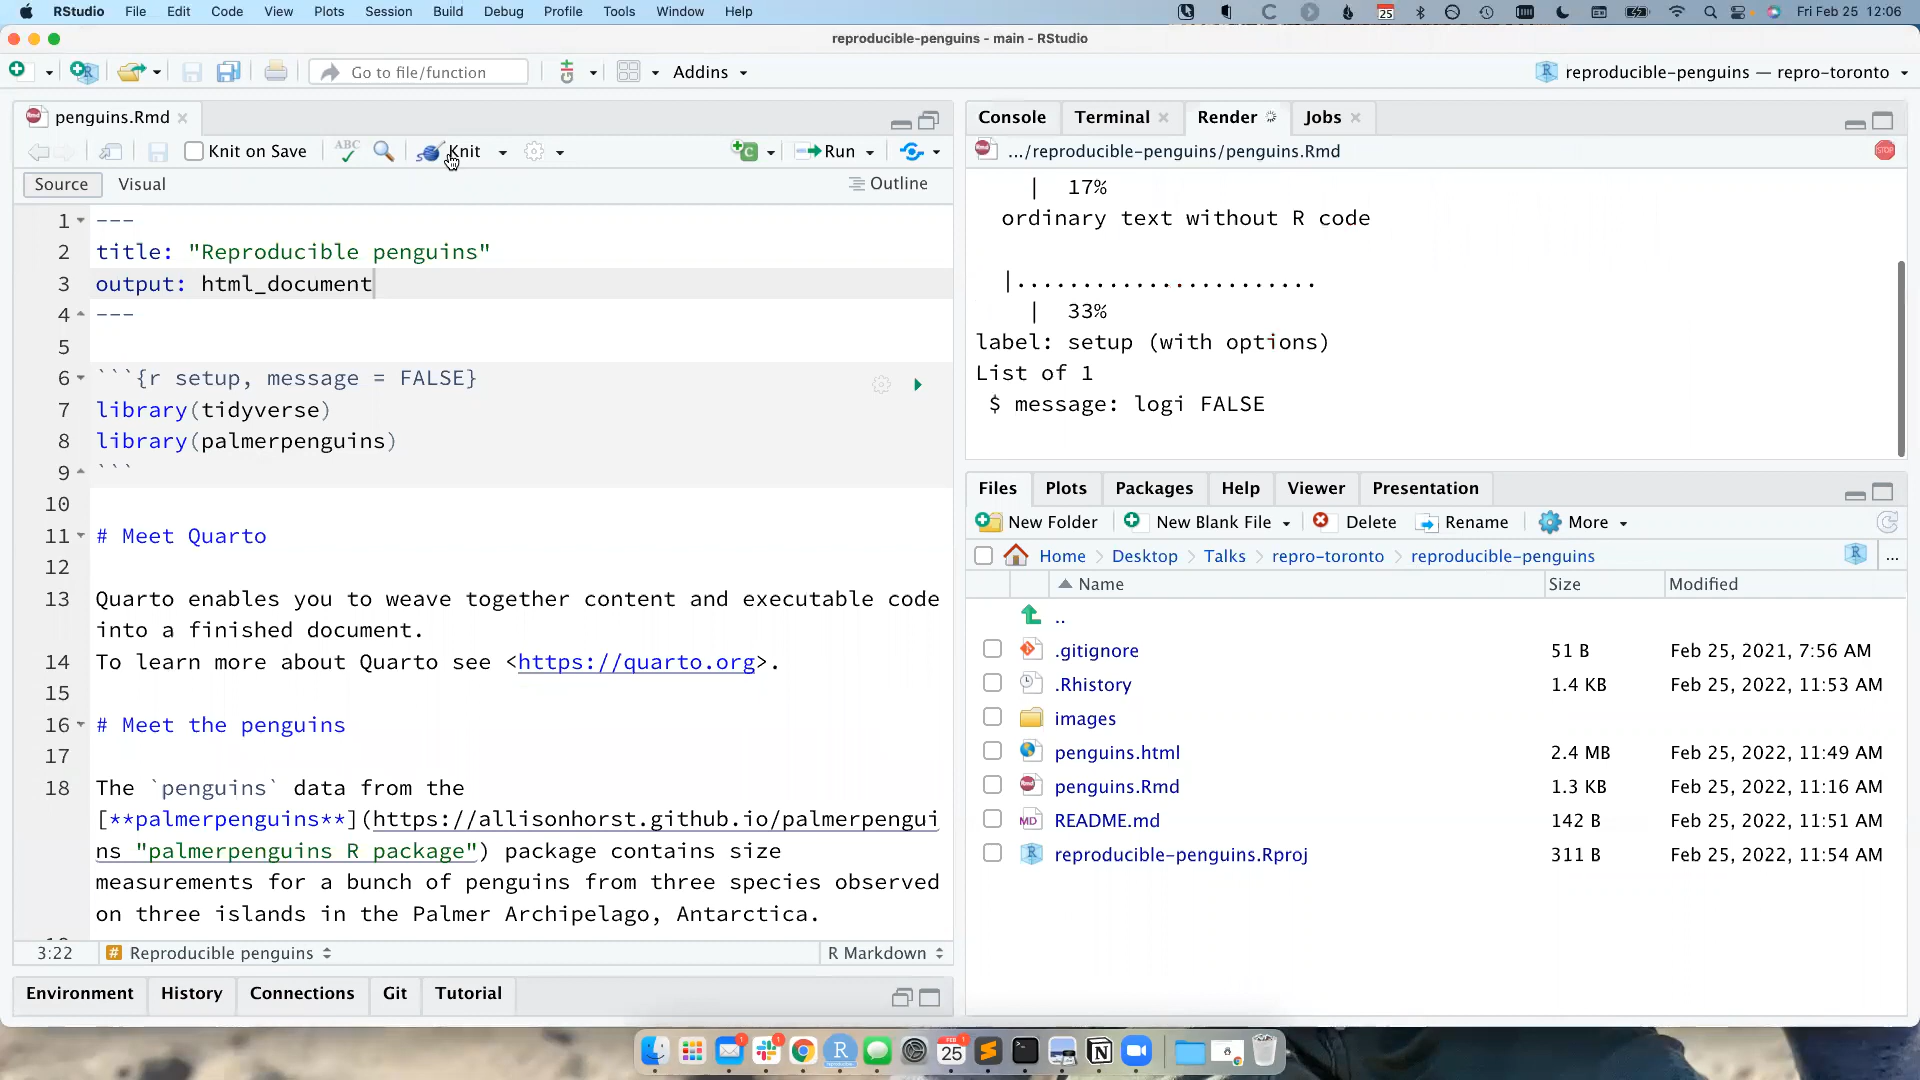 RStudio File Edit Code View Plots Session Build Debug Profile Tools Window Help 25 Fri Feb 25 12:06
reproducible-penguins - main - RStudio
Go to file/function Addins reproducible-penguins — repro-toronto
penguins.Rmd
Knit on Save ABC Knit Run
Source Visual Outline
1 ---
2 title: "Reproducible penguins"
3 output: html_document
4 ---
5
6 ```{r setup, message = FALSE}
7 library(tidyverse)
8 library(palmerpenguins)
9 ```
10
11 # Meet Quarto
12
13 Quarto enables you to weave together content and executable code
into a finished document.
14 To learn more about Quarto see <https://quarto.org>.
15
16 # Meet the penguins
17
18 The `penguins` data from the
[**palmerpenguins**](https://allisonhorst.github.io/palmerpengui
ns "palmerpenguins R package") package contains size
measurements for a bunch of penguins from three species observed
on three islands in the Palmer Archipelago, Antarctica.
3:22 Reproducible penguins R Markdown
Environment History Connections Git Tutorial
Console Terminal Render Jobs
.../reproducible-penguins/penguins.Rmd STOP
| 17%
ordinary text without R code
|.......................
| 33%
label: setup (with options)
List of 1
$ message: logi FALSE
Files Plots Packages Help Viewer Presentation
New Folder New Blank File Delete Rename More
Home Desktop Talks repro-toronto reproducible-penguins ...
Name Size Modified
..
.gitignore 51 B Feb 25, 2021, 7:56 AM
.Rhistory 1.4 KB Feb 25, 2022, 11:53 AM
images
penguins.html 2.4 MB Feb 25, 2022, 11:49 AM
penguins.Rmd 1.3 KB Feb 25, 2022, 11:16 AM
README.md 142 B Feb 25, 2022, 11:51 AM
reproducible-penguins.Rproj 311 B Feb 25, 2022, 11:54 AM
FEB
25